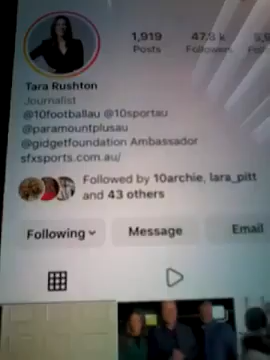 1,919 47.3 k
Posts Followers
Tara Rushton
Journalist
@10footballau @10sportau
@paramountplusau
@gidgetfoundation Ambassador
sfxsports.com.au/
Followed by 10archie, lara_pitt
and 43 others
Following Message Email